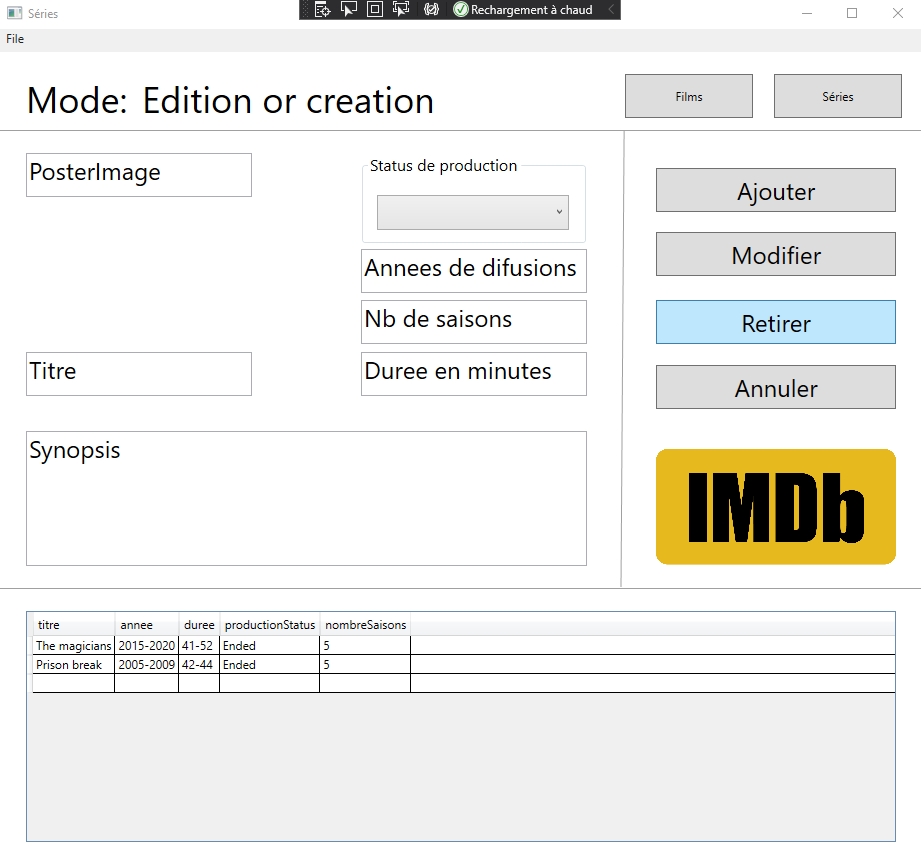 Séries
Rechargement à chaud
File
Mode: Edition or creation
Films
Séries
PosterImage
Status de production
Annees de difusions
Nb de saisons
Titre
Duree en minutes
Synopsis
Ajouter
Modifier
Retirer
Annuler
IMDb
titre annee duree productionStatus nombreSaisons
The magicians 2015-2020 41-52 Ended 5
Prison break 2005-2009 42-44 Ended 5